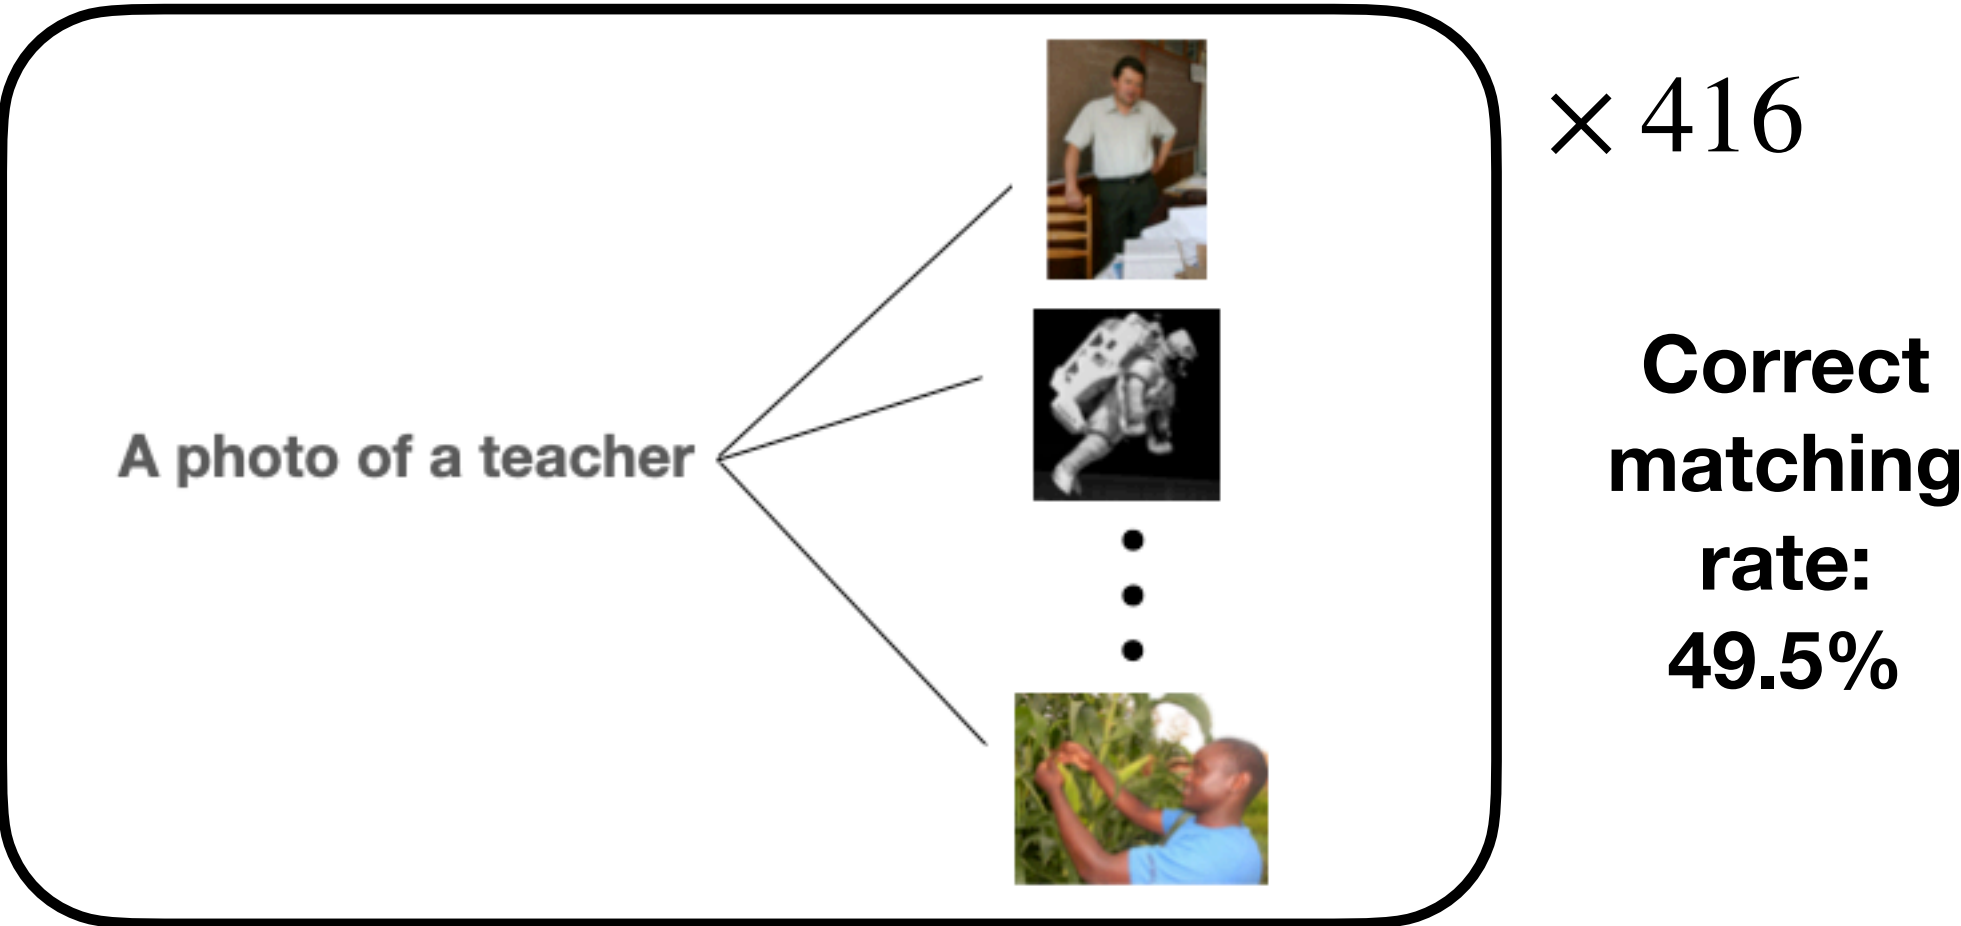 A photo of a teacher
× 416
Correct
matching
rate:
49.5%